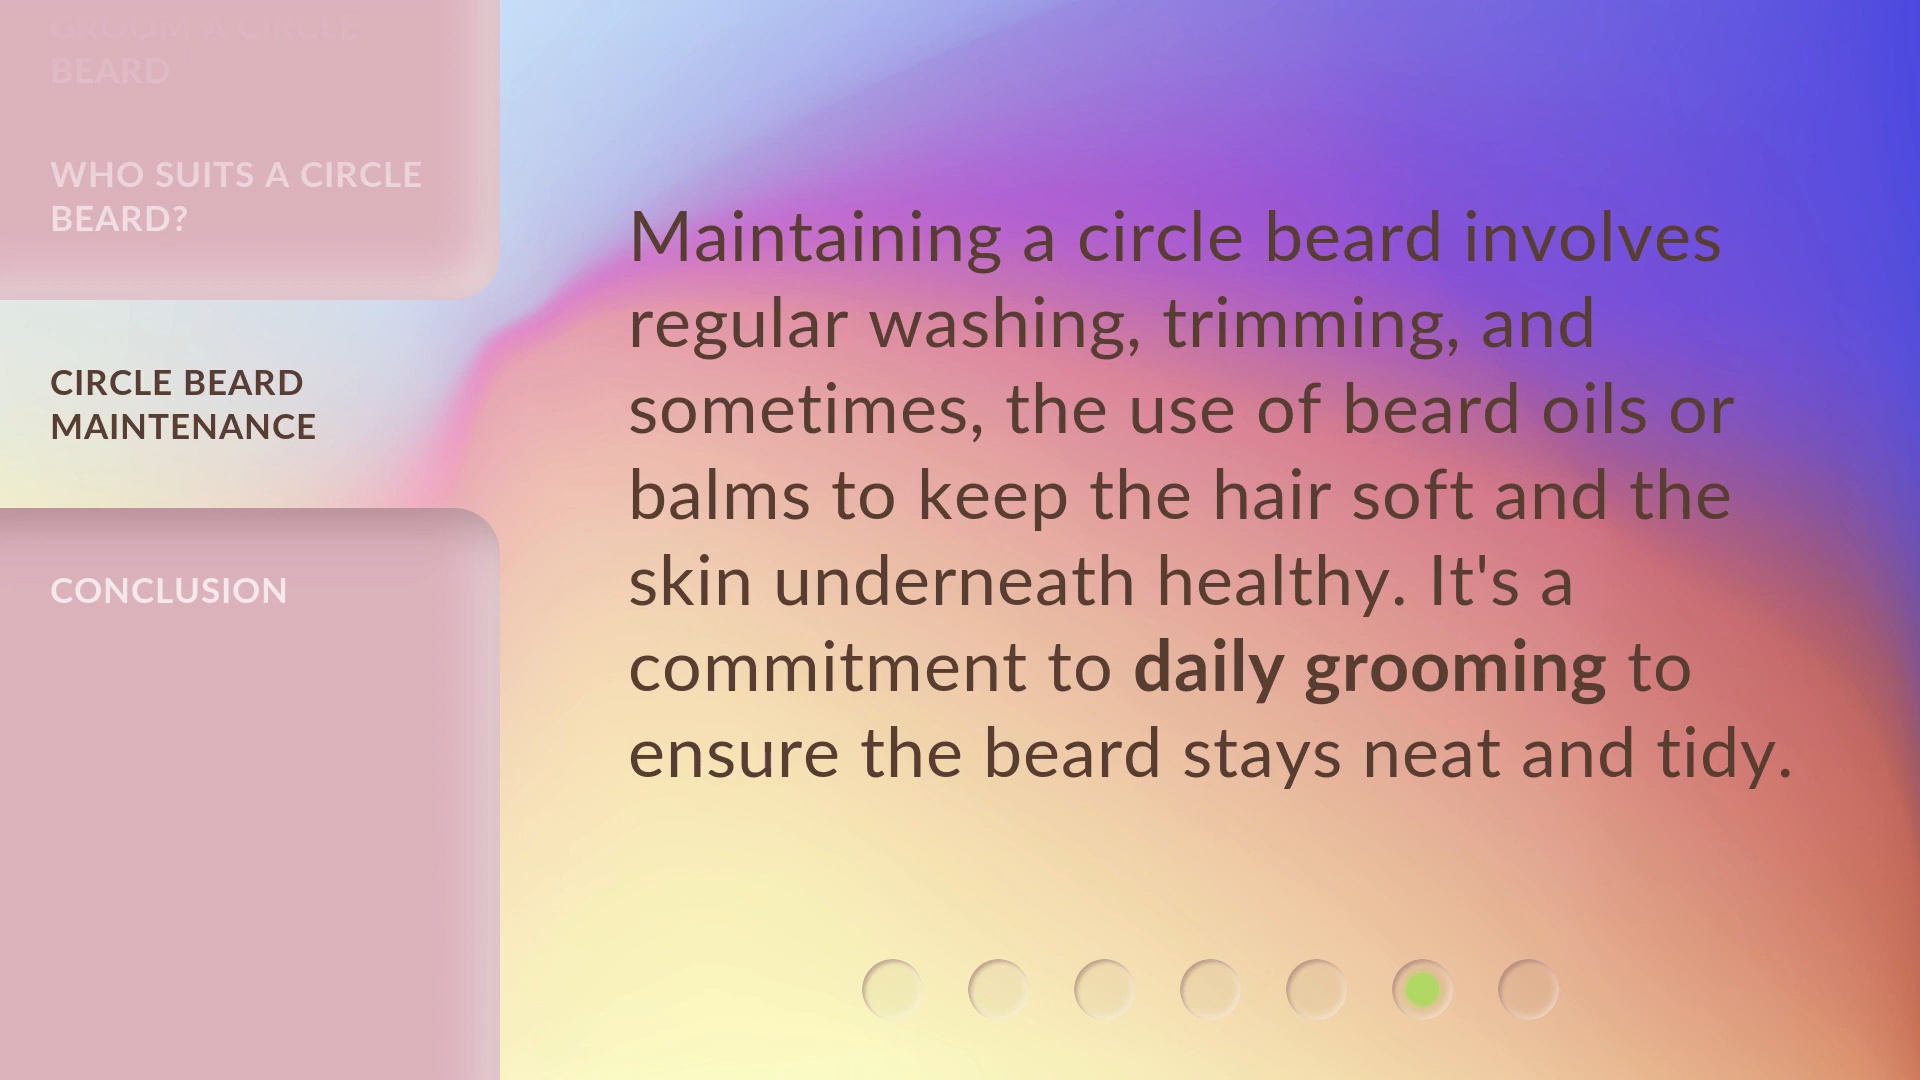 GROOM A CIRCLE
BEARD
WHO SUITS A CIRCLE
BEARD?
CIRCLE BEARD
MAINTENANCE
CONCLUSION
Maintaining a circle beard involves
regular washing, trimming, and
sometimes, the use of beard oils or
balms to keep the hair soft and the
skin underneath healthy. It's a
commitment to daily grooming to
ensure the beard stays neat and tidy.